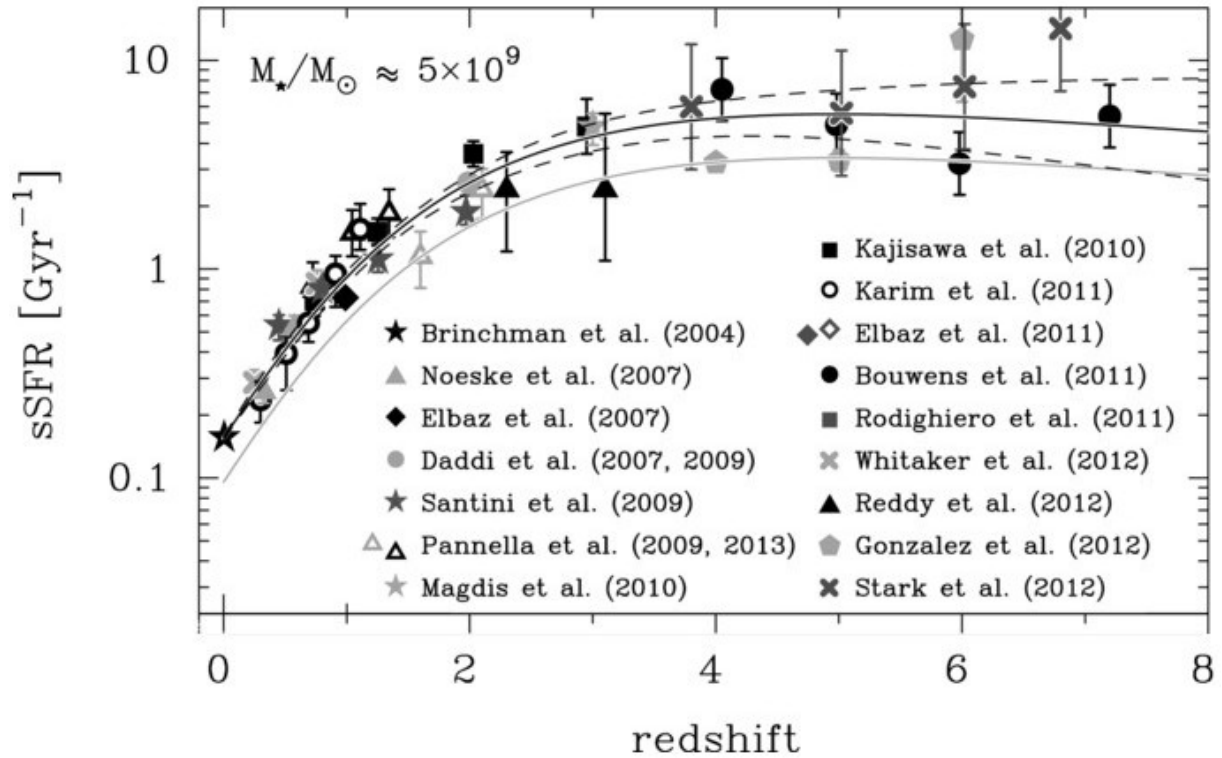 M★/M⊙ ≈ 5×10⁹
10
1
0.1
sSFR [Gyr⁻¹]
Kajisawa et al. (2010)
Karim et al. (2011)
Brinchman et al. (2004)
Elbaz et al. (2011)
Noeske et al. (2007)
Bouwens et al. (2011)
Elbaz et al. (2007)
Rodighiero et al. (2011)
Daddi et al. (2007, 2009)
Whitaker et al. (2012)
Santini et al. (2009)
Reddy et al. (2012)
Pannella et al. (2009, 2013)
Gonzalez et al. (2012)
Magdis et al. (2010)
Stark et al. (2012)
0 2 4 6 8
redshift